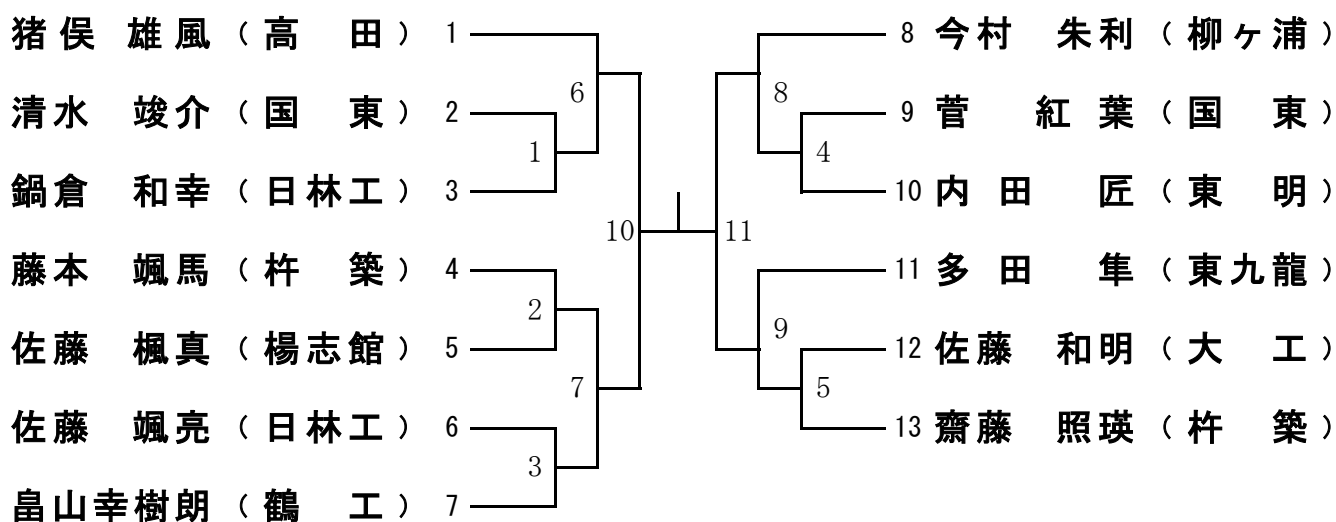 猪俣 雄風 ( 高 田 ) 1
清水 竣介 ( 国 東 ) 2
鍋倉 和幸 ( 日林工 ) 3
藤本 颯馬 ( 杵 築 ) 4
佐藤 楓真 ( 楊志館 ) 5
佐藤 颯亮 ( 日林工 ) 6
畠山幸樹朗 ( 鶴 工 ) 7
6
1
2
7
3
10
11
8
4
9
5
8 今村 朱利 ( 柳ヶ浦 )
9 菅 紅葉 ( 国 東 )
10 内田 匠 ( 東 明 )
11 多田 隼 ( 東九龍 )
12 佐藤 和明 ( 大 工 )
13 齋藤 照瑛 ( 杵 築 )